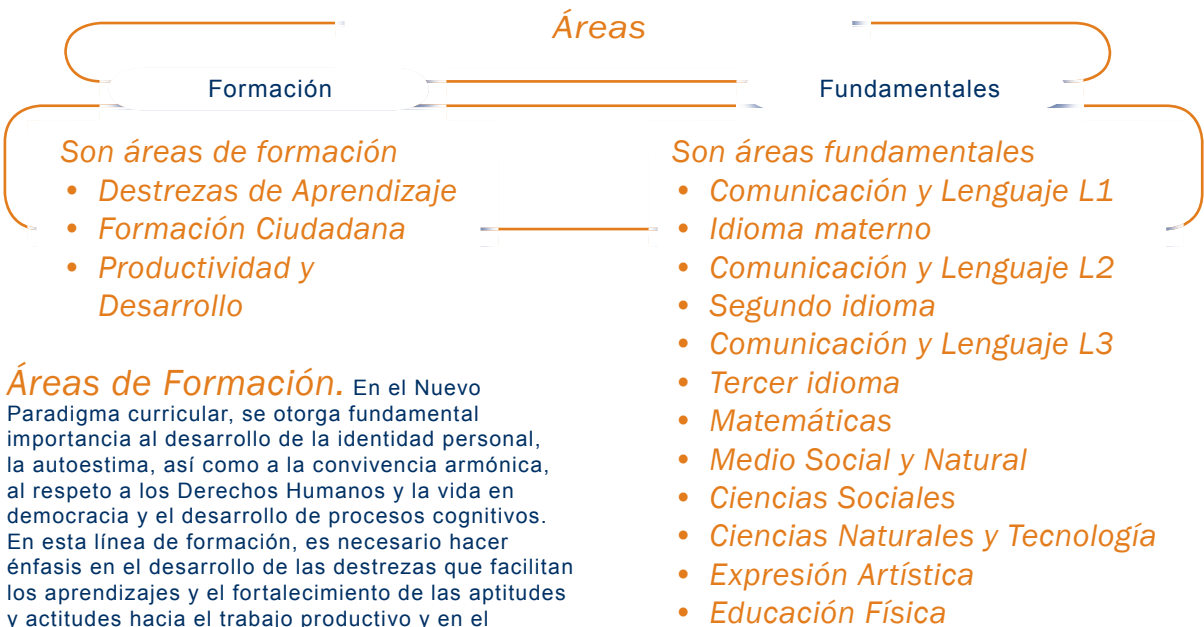 Áreas
Formación
Son áreas de formación
• Destrezas de Aprendizaje
• Formación Ciudadana
• Productividad y
Desarrollo
Áreas de Formación. En el Nuevo
Paradigma curricular, se otorga fundamental
importancia al desarrollo de la identidad personal,
la autoestima, así como a la convivencia armónica,
al respeto a los Derechos Humanos y la vida en
democracia y el desarrollo de procesos cognitivos.
En esta línea de formación, es necesario hacer
énfasis en el desarrollo de las destrezas que facilitan
los aprendizajes y el fortalecimiento de las aptitudes
y actitudes hacia el trabajo productivo y en el
Fundamentales
Son áreas fundamentales
• Comunicación y Lenguaje L1
• Idioma materno
• Comunicación y Lenguaje L2
• Segundo idioma
• Comunicación y Lenguaje L3
• Tercer idioma
• Matemáticas
• Medio Social y Natural
• Ciencias Sociales
• Ciencias Naturales y Tecnología
• Expresión Artística
• Educación Física